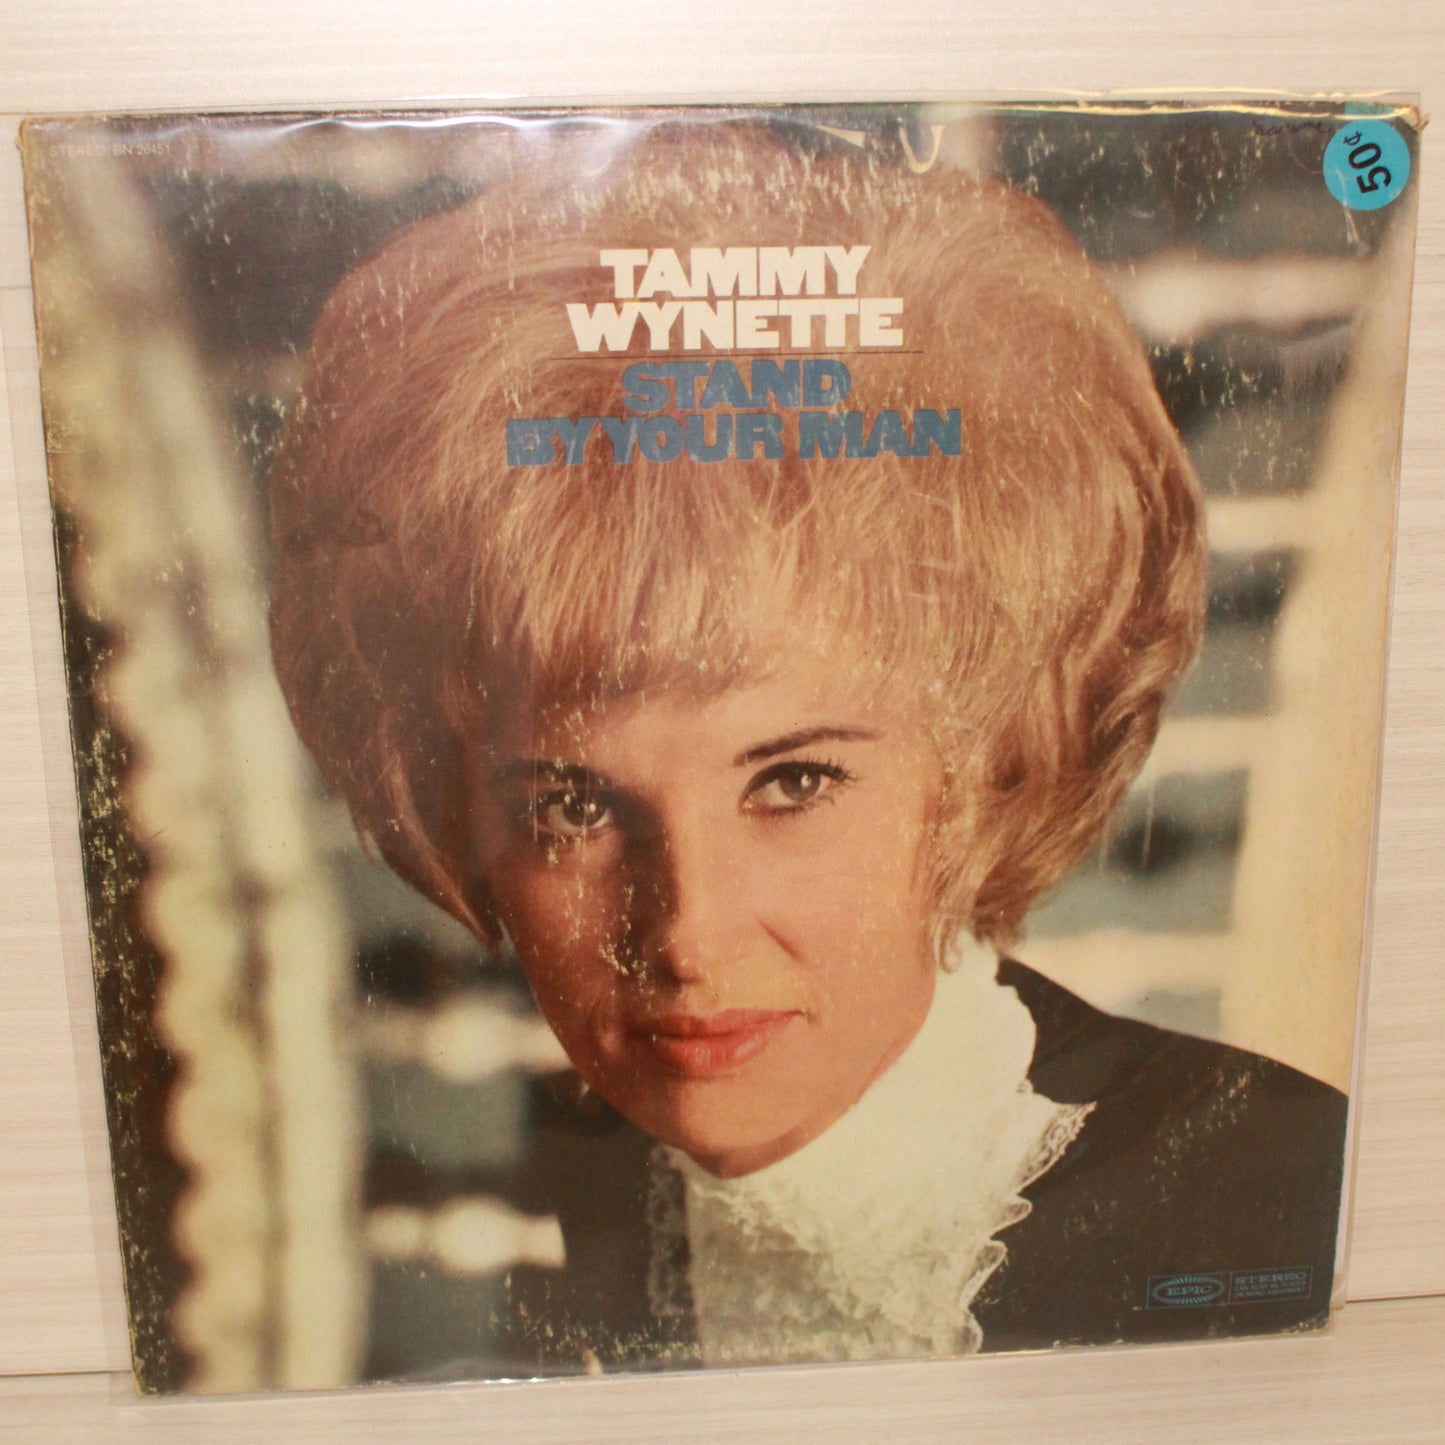 STEREO BN 26451
50¢
TAMMY
WYNETTE
STAND
BY YOUR MAN
EPIC
STEREO